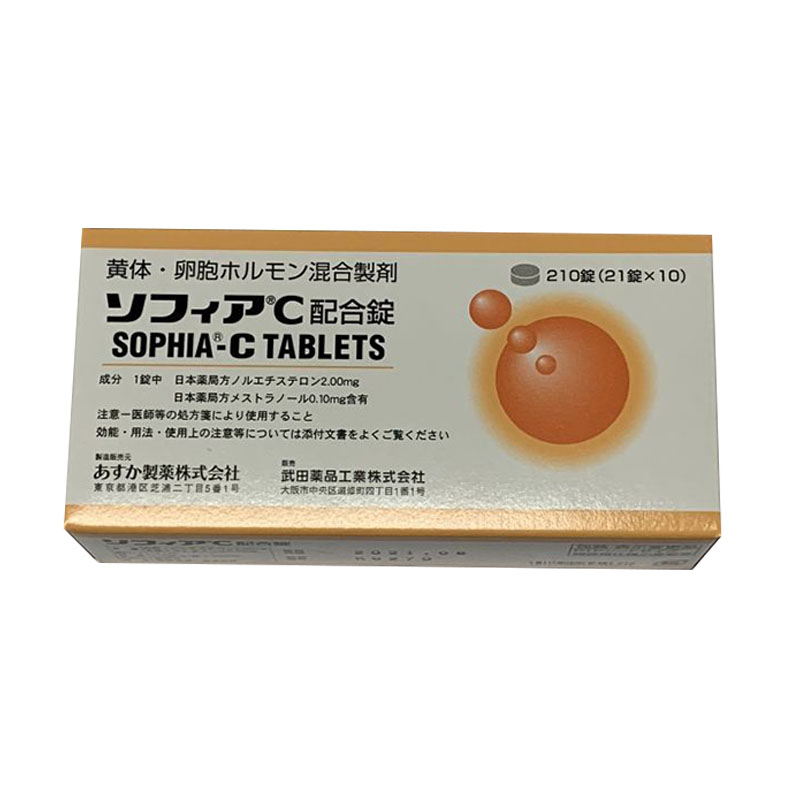 黄体・卵胞ホルモン混合製剤
210錠(21錠×10)
ソフィア®C 配合錠
SOPHIA®-C TABLETS
成分 1錠中 日本薬局方ノルエチステロン2.00mg
日本薬局方メストラノール0.10mg含有
注意－医師等の処方箋により使用すること
効能・用法・使用上の注意等については添付文書をよくご覧ください
製造販売元
あすか製薬株式会社
東京都港区芝浦二丁目5番1号
販売
武田薬品工業株式会社
大阪市中央区道修町四丁目1番1号
ソフィアC 配合錠
2021.08